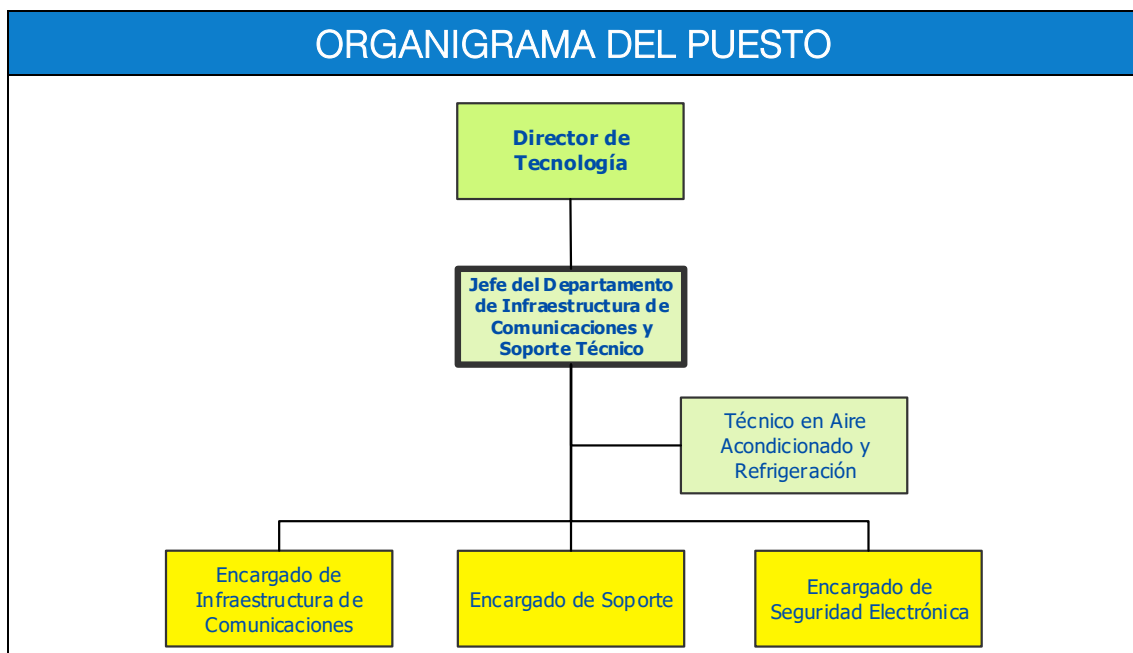 ORGANIGRAMA DEL PUESTO
Director de
Tecnología
Jefe del Departamento
de Infraestructura de
Comunicaciones y
Soporte Técnico
Técnico en Aire
Acondicionado y
Refrigeración
Encargado de
Infraestructura de
Comunicaciones
Encargado de Soporte
Encargado de
Seguridad Electrónica